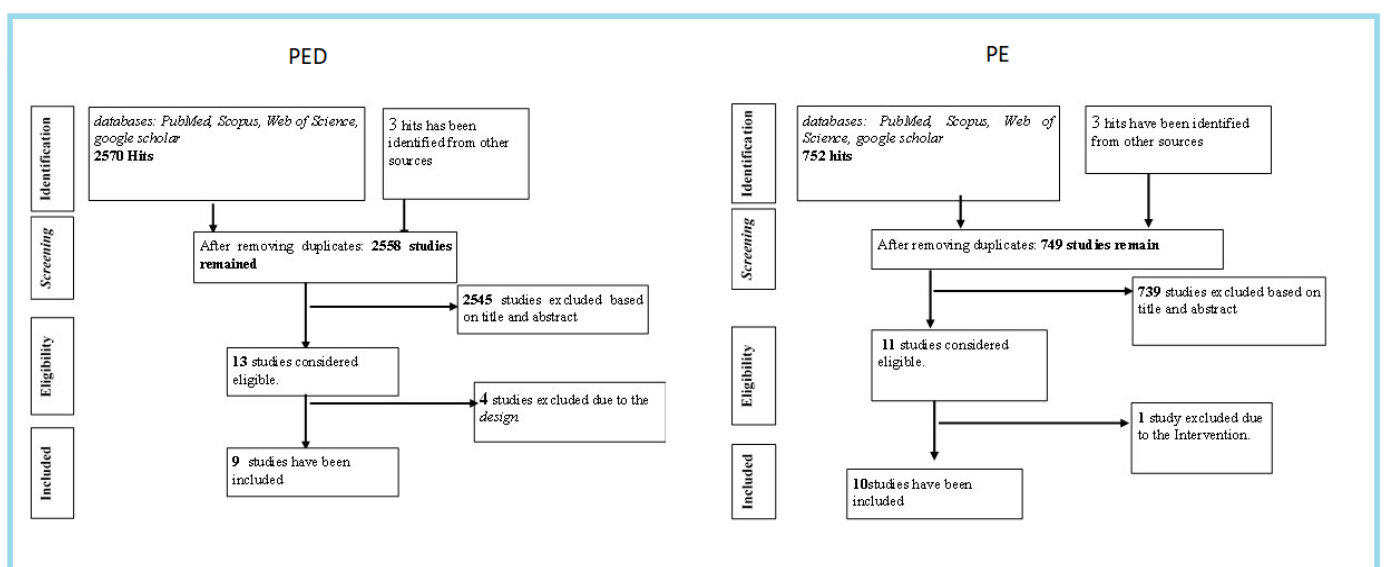 PED
Identification
databases: PubMed, Scopus, Web of Science,
google scholar
2570 Hits
3 hits has been
identified from other
sources
Screening
After removing duplicates: 2558 studies
remained
2545 studies excluded based
on title and abstract
Eligibility
13 studies considered
eligible.
4 studies excluded due to the
design
Included
9 studies have been
included
PE
Identification
databases: PubMed, Scopus, Web of
Science, google scholar
752 hits
3 hits have been identified
from other sources
Screening
After removing duplicates: 749 studies remain
739 studies excluded based on
title and abstract
Eligibility
11 studies considered
eligible.
1 study excluded due
to the Intervention.
Included
10studies have been
included